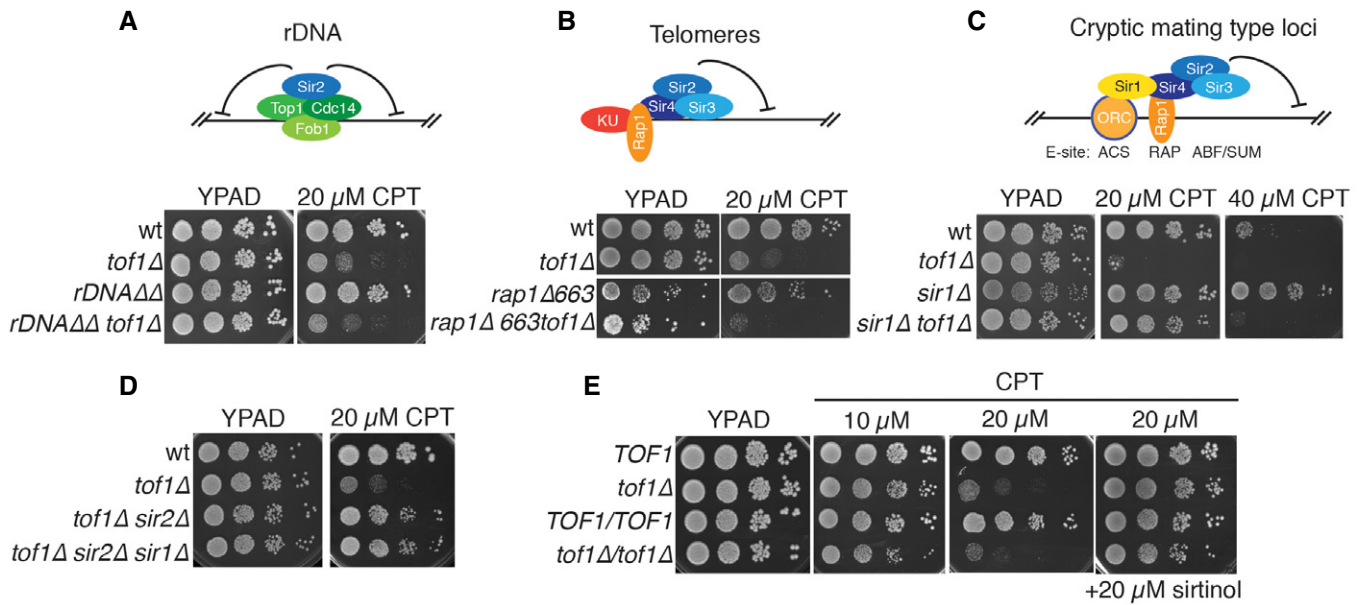 A
rDNA
Sir2
Top1 Cdc14
Fob1
YPAD 20 µM CPT
wt
tof1Δ
rDNAΔΔ
rDNAΔΔ tof1Δ
B
Telomeres
Sir2
Sir4 Sir3
KU
Rap1
YPAD 20 µM CPT
wt
tof1Δ
rap1Δ663
rap1Δ 663tof1Δ
C
Cryptic mating type loci
Sir2
Sir1 Sir4 Sir3
ORC Rap1
E-site: ACS RAP ABF/SUM
YPAD 20 µM CPT 40 µM CPT
wt
tof1Δ
sir1Δ
sir1Δ tof1Δ
D
YPAD 20 µM CPT
wt
tof1Δ
tof1Δ sir2Δ
tof1Δ sir2Δ sir1Δ
E
CPT
YPAD 10 µM 20 µM 20 µM
TOF1
tof1Δ
TOF1/TOF1
tof1Δ/tof1Δ
+20 µM sirtinol